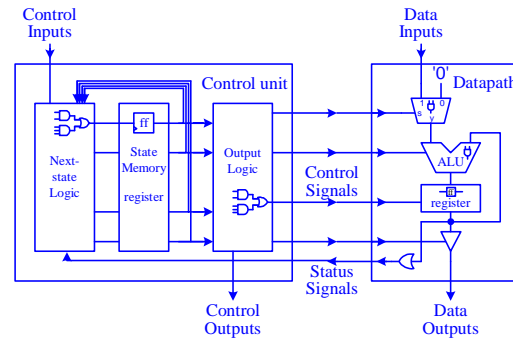 Control
Inputs
Data
Inputs
'0'
Control unit
Datapath
1 0
s
y
ff
Next-
state
Logic
State
Memory
register
Output
Logic
ALU
Control
Signals
ff
register
Status
Signals
Control
Outputs
Data
Outputs